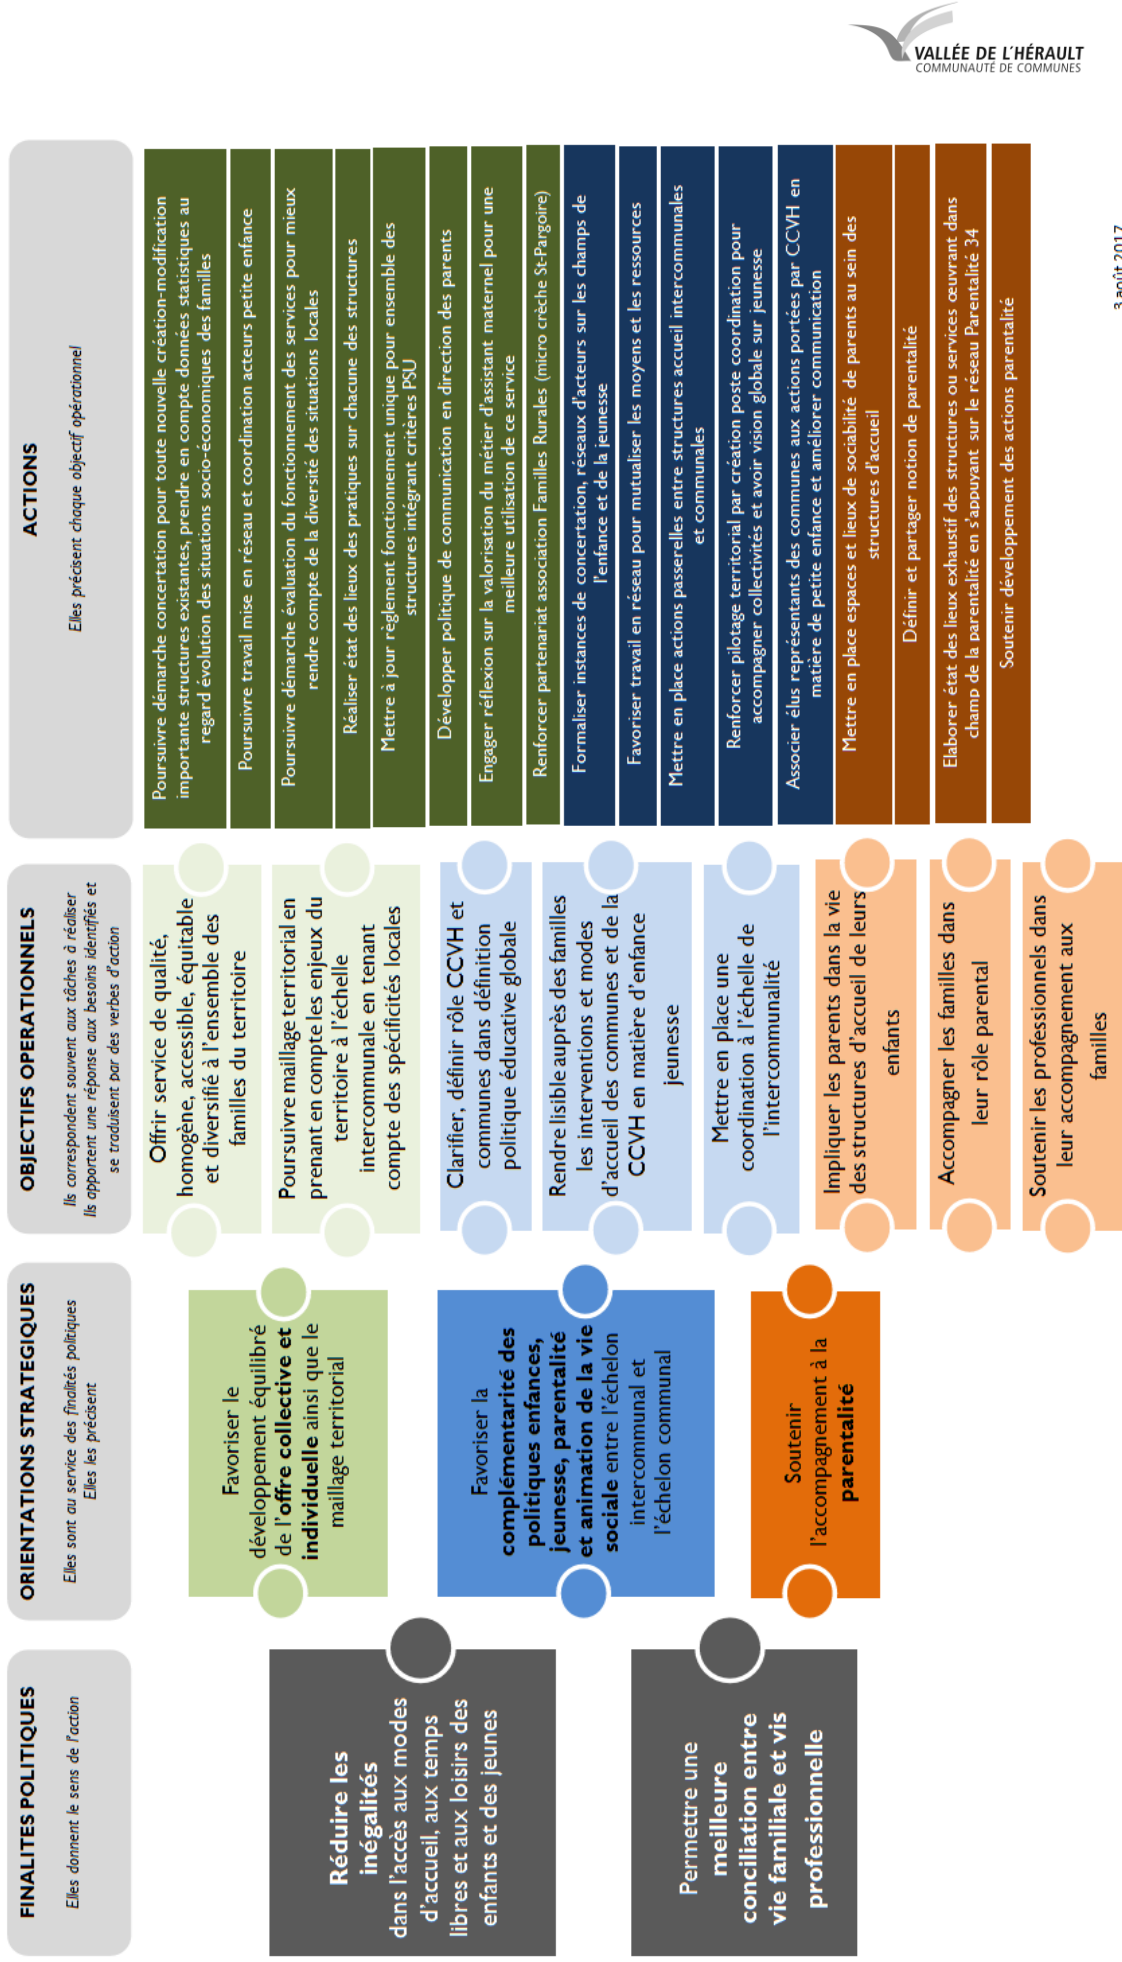 VALLÉE DE L'HÉRAULT
COMMUNAUTÉ DE COMMUNES
FINALITES POLITIQUES
Elles donnent le sens de l'action
Réduire les
inégalités
dans l'accès aux modes
d'accueil, aux temps
libres et aux loisirs des
enfants et des jeunes
Permettre une
meilleure
conciliation entre
vie familiale et vis
professionnelle
ORIENTATIONS STRATEGIQUES
Elles sont au service des finalités politiques
Elles les précisent
Favoriser le
développement équilibré
de l'offre collective et
individuelle ainsi que le
maillage territorial
Favoriser la
complémentarité des
politiques enfances,
jeunesse, parentalité
et animation de la vie
sociale entre l'échelon
intercommunal et
l'échelon communal
Soutenir
l'accompagnement à la
parentalité
OBJECTIFS OPERATIONNELS
Ils correspondent souvent aux tâches à réaliser
Ils apportent une réponse aux besoins identifiés et
se traduisent par des verbes d'action
Offrir service de qualité,
homogène, accessible, équitable
et diversifié à l'ensemble des
familles du territoire
Poursuivre maillage territorial en
prenant en compte les enjeux du
territoire à l'échelle
intercommunale en tenant
compte des spécificités locales
Clarifier, définir rôle CCVH et
communes dans définition
politique éducative globale
Rendre lisible auprès des familles
les interventions et modes
d'accueil des communes et de la
CCVH en matière d'enfance
jeunesse
Mettre en place une
coordination à l'échelle de
l'intercommunalité
Impliquer les parents dans la vie
des structures d'accueil de leurs
enfants
Accompagner les familles dans
leur rôle parental
Soutenir les professionnels dans
leur accompagnement aux
familles
ACTIONS
Elles précisent chaque objectif opérationnel
Poursuivre démarche concertation pour toute nouvelle création-modification
importante structures existantes, prendre en compte données statistiques au
regard évolution des situations socio-économiques des familles
Poursuivre travail mise en réseau et coordination acteurs petite enfance
Poursuivre démarche évaluation du fonctionnement des services pour mieux
rendre compte de la diversité des situations locales
Réaliser état des lieux des pratiques sur chacune des structures
Mettre à jour règlement fonctionnement unique pour ensemble des
structures intégrant critères PSU
Développer politique de communication en direction des parents
Engager réflexion sur la valorisation du métier d'assistant maternel pour une
meilleure utilisation de ce service
Renforcer partenariat association Familles Rurales (micro crèche St-Pargoire)
Formaliser instances de concertation, réseaux d'acteurs sur les champs de
l'enfance et de la jeunesse
Favoriser travail en réseau pour mutualiser les moyens et les ressources
Mettre en place actions passerelles entre structures accueil intercommunales
et communales
Renforcer pilotage territorial par création poste coordination pour
accompagner collectivités et avoir vision globale sur jeunesse
Associer élus représentants des communes aux actions portées par CCVH en
matière de petite enfance et améliorer communication
Mettre en place espaces et lieux de sociabilité de parents au sein des
structures d'accueil
Définir et partager notion de parentalité
Elaborer état des lieux exhaustif des structures ou services œuvrant dans
champ de la parentalité en s'appuyant sur le réseau Parentalité 34
Soutenir développement des actions parentalité
3 août 2017